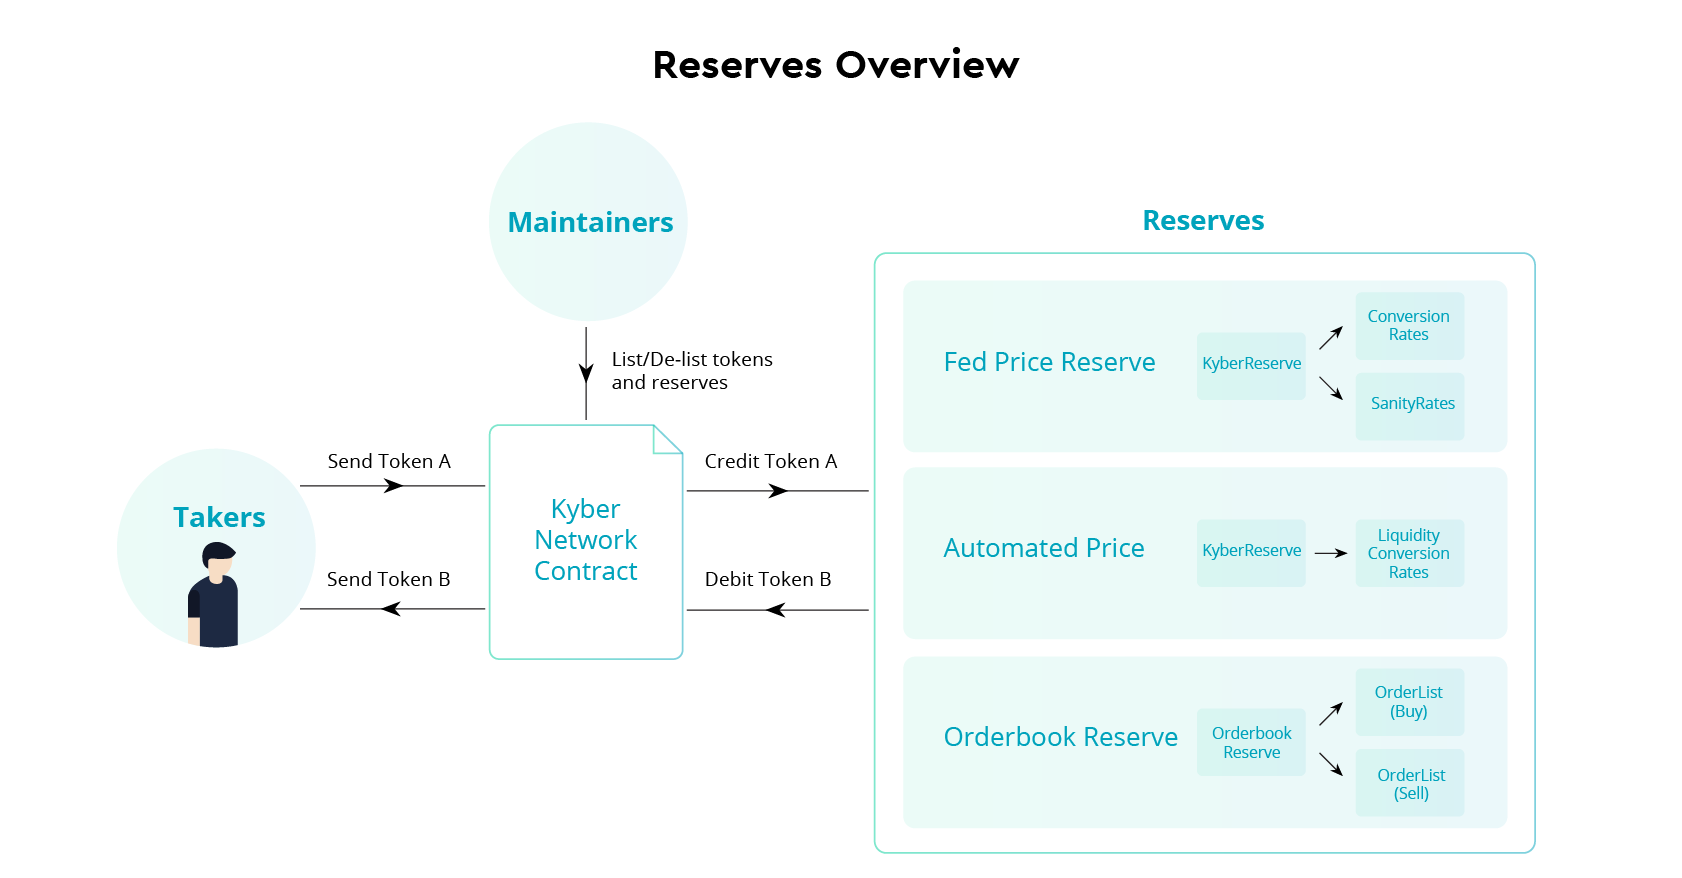 Reserves Overview
Maintainers
List/De-list tokens
and reserves
Takers
Send Token A
Send Token B
Kyber
Network
Contract
Credit Token A
Debit Token B
Reserves
Fed Price Reserve
KyberReserve
Conversion
Rates
SanityRates
Automated Price
KyberReserve
Liquidity
Conversion
Rates
Orderbook Reserve
Orderbook
Reserve
OrderList
(Buy)
OrderList
(Sell)